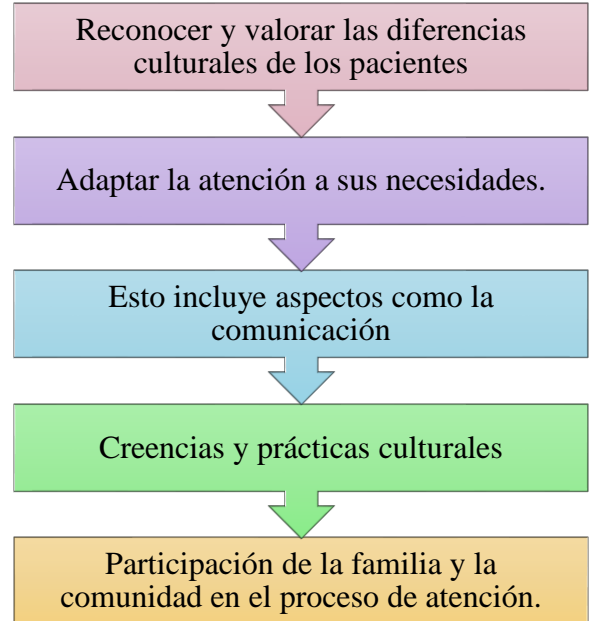 Reconocer y valorar las diferencias
culturales de los pacientes
Adaptar la atención a sus necesidades.
Esto incluye aspectos como la
comunicación
Creencias y prácticas culturales
Participación de la familia y la
comunidad en el proceso de atención.